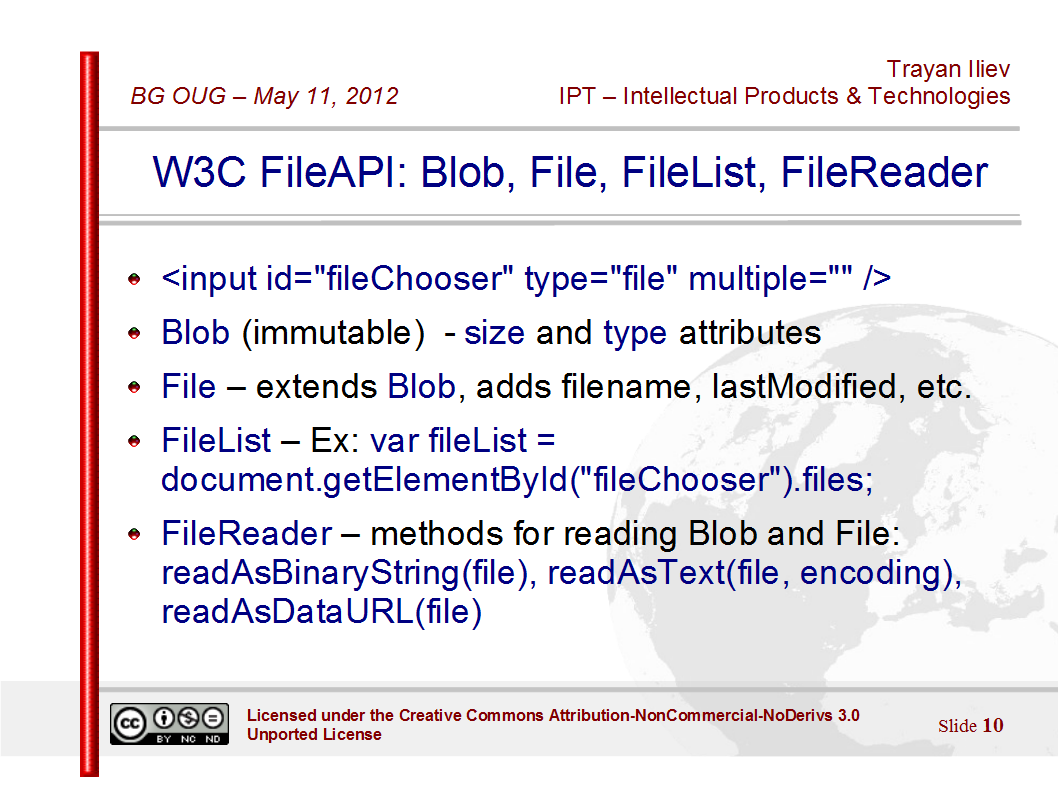 Trayan Iliev
BG OUG – May 11, 2012
IPT – Intellectual Products & Technologies
W3C FileAPI: Blob, File, FileList, FileReader
<input id="fileChooser" type="file" multiple="" />
Blob (immutable)  - size and type attributes
File – extends Blob, adds filename, lastModified, etc.
FileList – Ex: var fileList =
document.getElementById("fileChooser").files;
FileReader – methods for reading Blob and File:
readAsBinaryString(file), readAsText(file, encoding),
readAsDataURL(file)
cc
BY NC ND
Licensed under the Creative Commons Attribution-NonCommercial-NoDerivs 3.0
Unported License
Slide 10